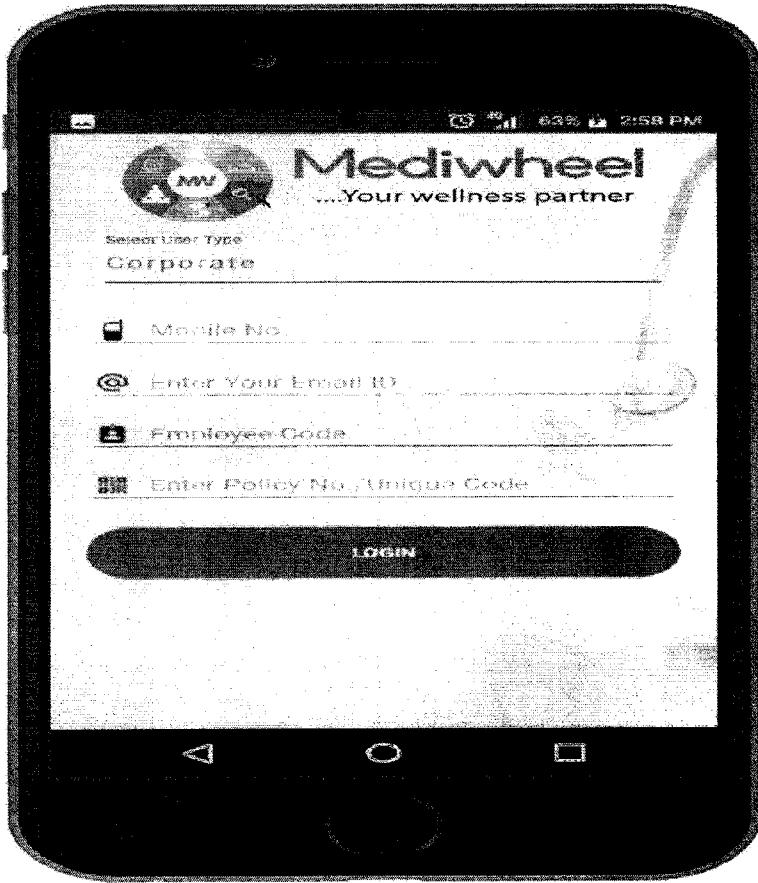 4G 63% 2:58 PM
MW
Mediwheel
....Your wellness partner
Select User Type
Corporate
Mobile No.
Enter Your Email ID
Employee Code
Enter Policy No./Unique Code
LOGIN